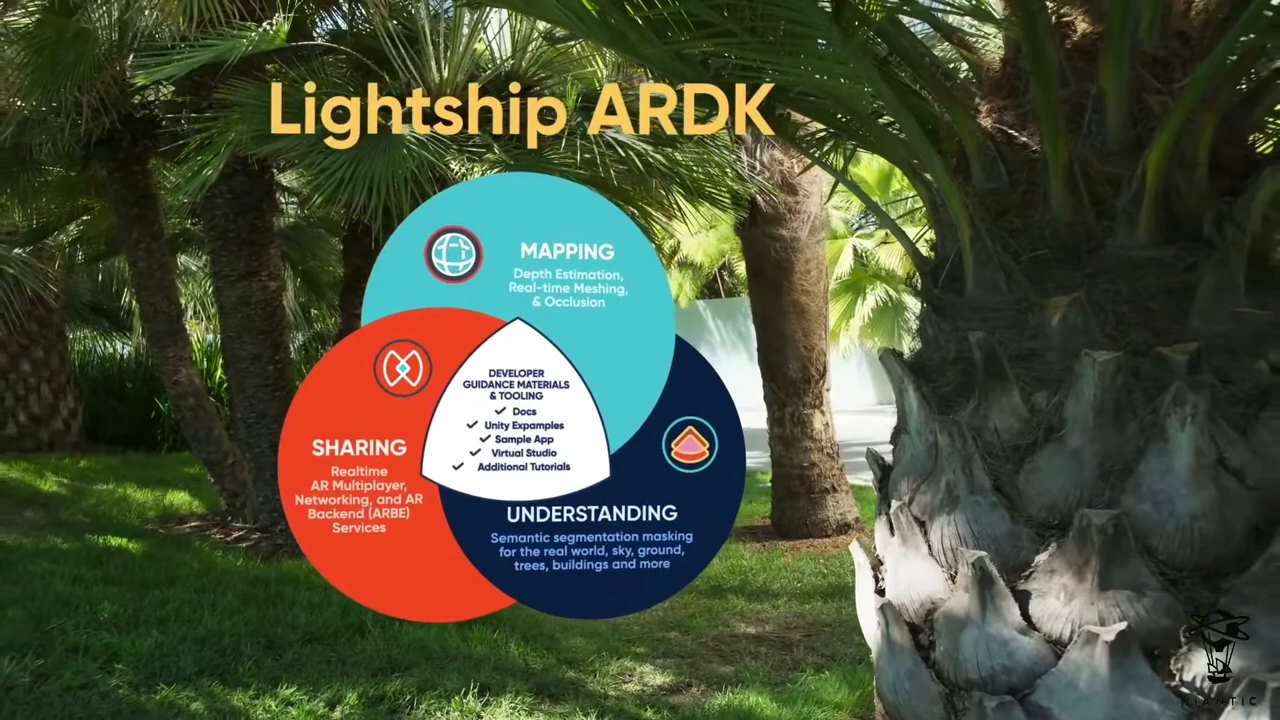 Lightship ARDK
MAPPING
Depth Estimation,
Real-time Meshing,
& Occlusion
DEVELOPER
GUIDANCE MATERIALS
& TOOLING
Docs
Unity Expamples
Sample App
Virtual Studio
Additional Tutorials
SHARING
Realtime
AR Multiplayer,
Networking, and AR
Backend (ARBE)
Services
UNDERSTANDING
Semantic segmentation masking
for the real world, sky, ground,
trees, buildings and more
NIANTIC